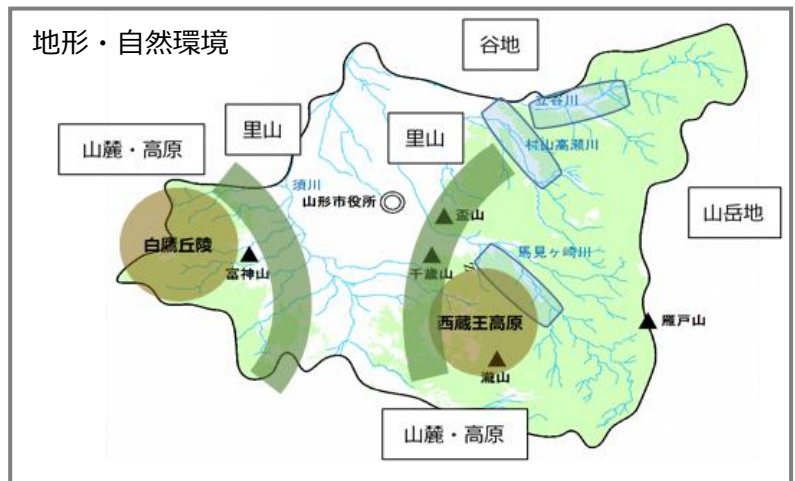 地形・自然環境
谷地
立谷川
里山
里山
村山高瀬川
山麓・高原
須川
山形市役所
盃山
山岳地
白鷹丘陵
富神山
千歳山
馬見ヶ崎川
西蔵王高原
雁戸山
瀧山
山麓・高原